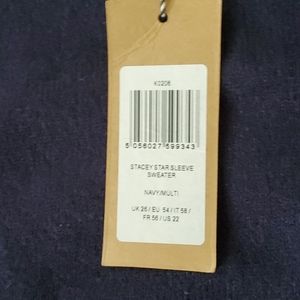 K0206
5 056027 599343
STACEY STAR SLEEVE
SWEATER
NAVY/MULTI
UK 26 / EU 54 / IT 58 /
FR 56 / US 22